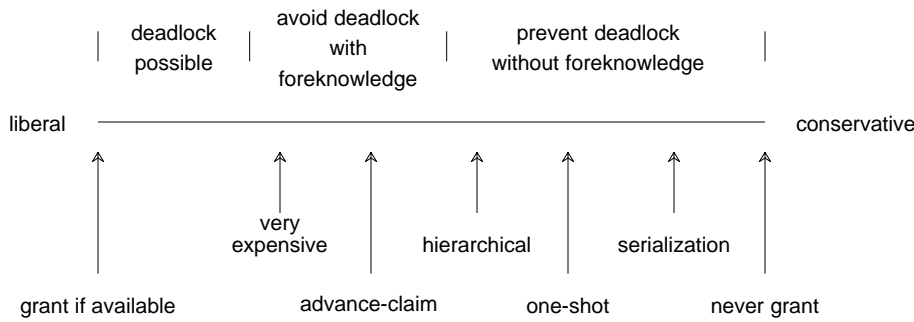 deadlock
possible
avoid deadlock
with
foreknowledge
prevent deadlock
without foreknowledge
liberal
conservative
very
expensive
hierarchical
serialization
grant if available
advance-claim
one-shot
never grant